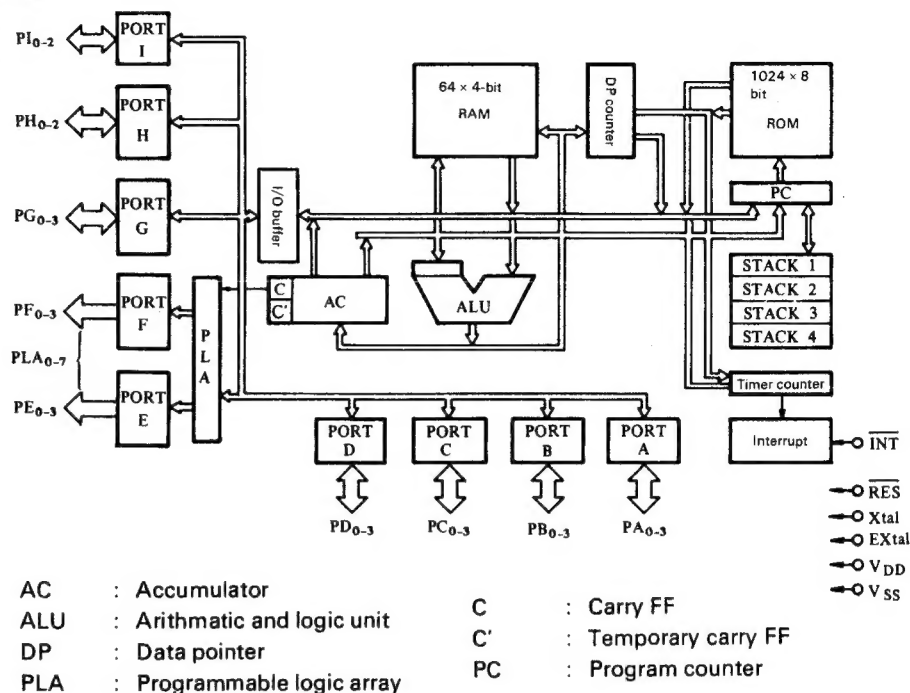 PI0-2
PORT I
PH0-2
PORT H
PG0-3
PORT G
PF0-3
PORT F
PLA0-7
PE0-3
PORT E
PLA
I/O buffer
64 × 4-bit
RAM
DP counter
1024 × 8
bit
ROM
PC
C
C'
AC
ALU
STACK 1
STACK 2
STACK 3
STACK 4
Timer counter
Interrupt
INT
PORT D
PORT C
PORT B
PORT A
PD0-3
PC0-3
PB0-3
PA0-3
RES
Xtal
EXtal
VDD
VSS
AC : Accumulator
ALU : Arithmatic and logic unit
DP : Data pointer
PLA : Programmable logic array
C : Carry FF
C' : Temporary carry FF
PC : Program counter